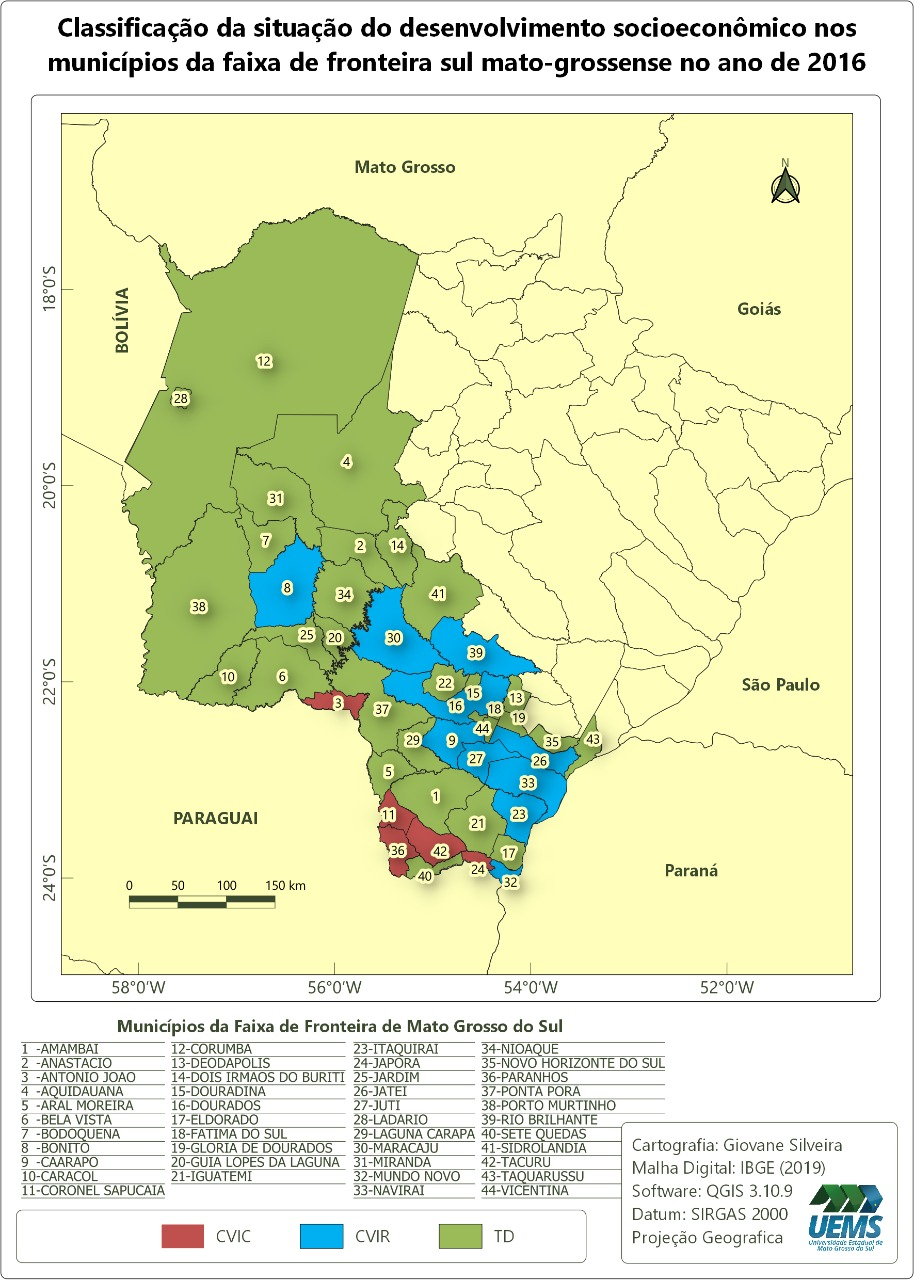 Classificação da situação do desenvolvimento socioeconômico nos
municípios da faixa de fronteira sul mato-grossense no ano de 2016
Mato Grosso
N
18°0'S
BOLÍVIA
Goiás
12
28
4
20°0'S
31
7
2
14
8
34
41
38
25
20
30
39
10
6
22
15
13
22°0'S
São Paulo
3
37
16
18
19
44
29
9
35
43
27
26
5
33
1
11
23
21
PARAGUAI
36
42
17
24
40
32
Paraná
24°0'S
0 50 100 150 km
58°0'W 56°0'W 54°0'W 52°0'W
Municípios da Faixa de Fronteira de Mato Grosso do Sul
1 -AMAMBAI
2 -ANASTACIO
3 -ANTONIO JOAO
4 -AQUIDAUANA
5 -ARAL MOREIRA
6 -BELA VISTA
7 -BODOQUENA
8 -BONITO
9 -CAARAPO
10-CARACOL
11-CORONEL SAPUCAIA
12-CORUMBA
13-DEODAPOLIS
14-DOIS IRMAOS DO BURITI
15-DOURADINA
16-DOURADOS
17-ELDORADO
18-FATIMA DO SUL
19-GLORIA DE DOURADOS
20-GUIA LOPES DA LAGUNA
21-IGUATEMI
23-ITAQUIRAI
24-JAPORA
25-JARDIM
26-JATEI
27-JUTI
28-LADARIO
29-LAGUNA CARAPA
30-MARACAJU
31-MIRANDA
32-MUNDO NOVO
33-NAVIRAI
34-NIOAQUE
35-NOVO HORIZONTE DO SUL
36-PARANHOS
37-PONTA PORA
38-PORTO MURTINHO
39-RIO BRILHANTE
40-SETE QUEDAS
41-SIDROLANDIA
42-TACURU
43-TAQUARUSSU
44-VICENTINA
CVIC CVIR TD
Cartografia: Giovane Silveira
Malha Digital: IBGE (2019)
Software: QGIS 3.10.9
Datum: SIRGAS 2000
Projeção Geografica
UEMS
Universidade Estadual de
Mato Grosso do Sul